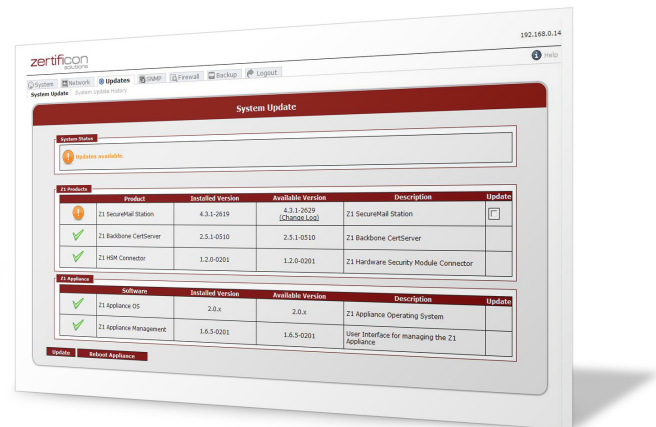 192.168.0.14
zertificon
solutions
Help
System Network Updates SNMP Firewall Backup Logout
System Update System Update History
System Update
System Status
Updates available.
Z1 Products
Product Installed Version Available Version Description Update
Z1 SecureMail Station 4.3.1-2619 4.3.1-2629 Z1 SecureMail Station
(Change Log)
Z1 Backbone CertServer 2.5.1-0510 2.5.1-0510 Z1 Backbone CertServer
Z1 HSM Connector 1.2.0-0201 1.2.0-0201 Z1 Hardware Security Module Connector
Z1 Appliance
Software Installed Version Available Version Description Update
Z1 Appliance OS 2.0.x 2.0.x Z1 Appliance Operating System
Z1 Appliance Management 1.6.5-0201 1.6.5-0201 User Interface for managing the Z1
Appliance
Update Reboot Appliance